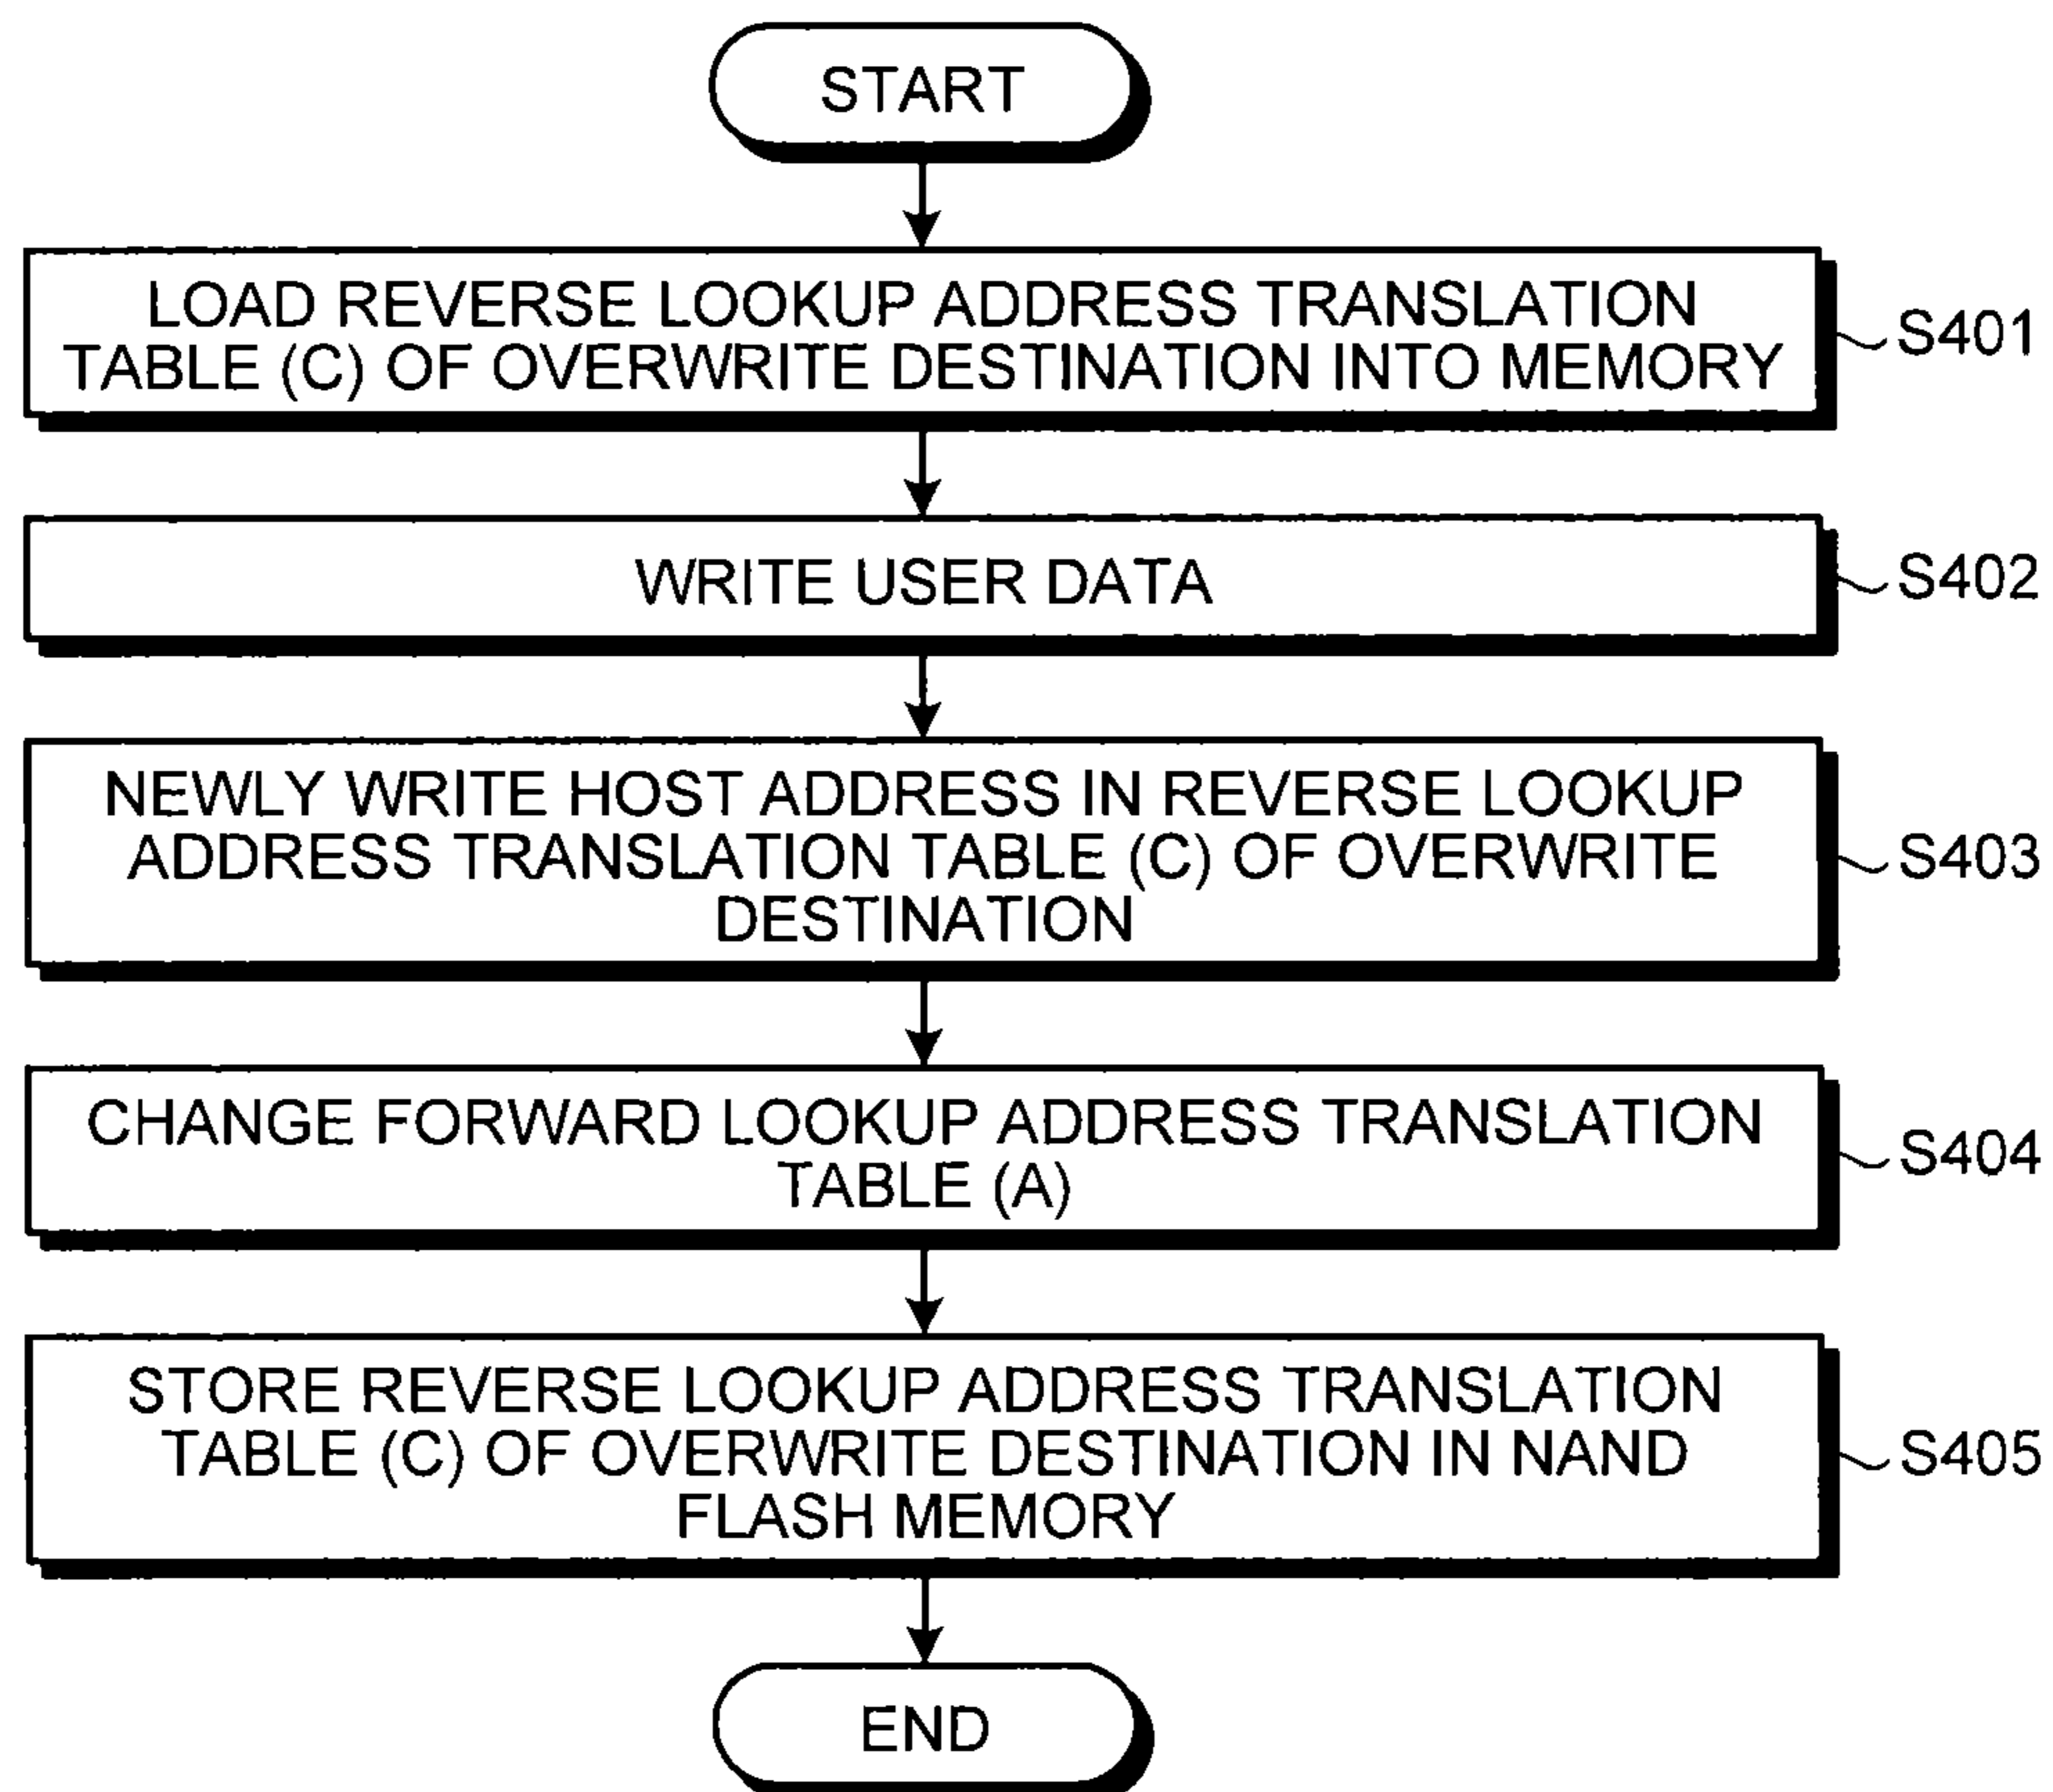 START
LOAD REVERSE LOOKUP ADDRESS TRANSLATION
TABLE (C) OF OVERWRITE DESTINATION INTO MEMORY
S401
WRITE USER DATA
S402
NEWLY WRITE HOST ADDRESS IN REVERSE LOOKUP
ADDRESS TRANSLATION TABLE (C) OF OVERWRITE
DESTINATION
S403
CHANGE FORWARD LOOKUP ADDRESS TRANSLATION
TABLE (A)
S404
STORE REVERSE LOOKUP ADDRESS TRANSLATION
TABLE (C) OF OVERWRITE DESTINATION IN NAND
FLASH MEMORY
S405
END